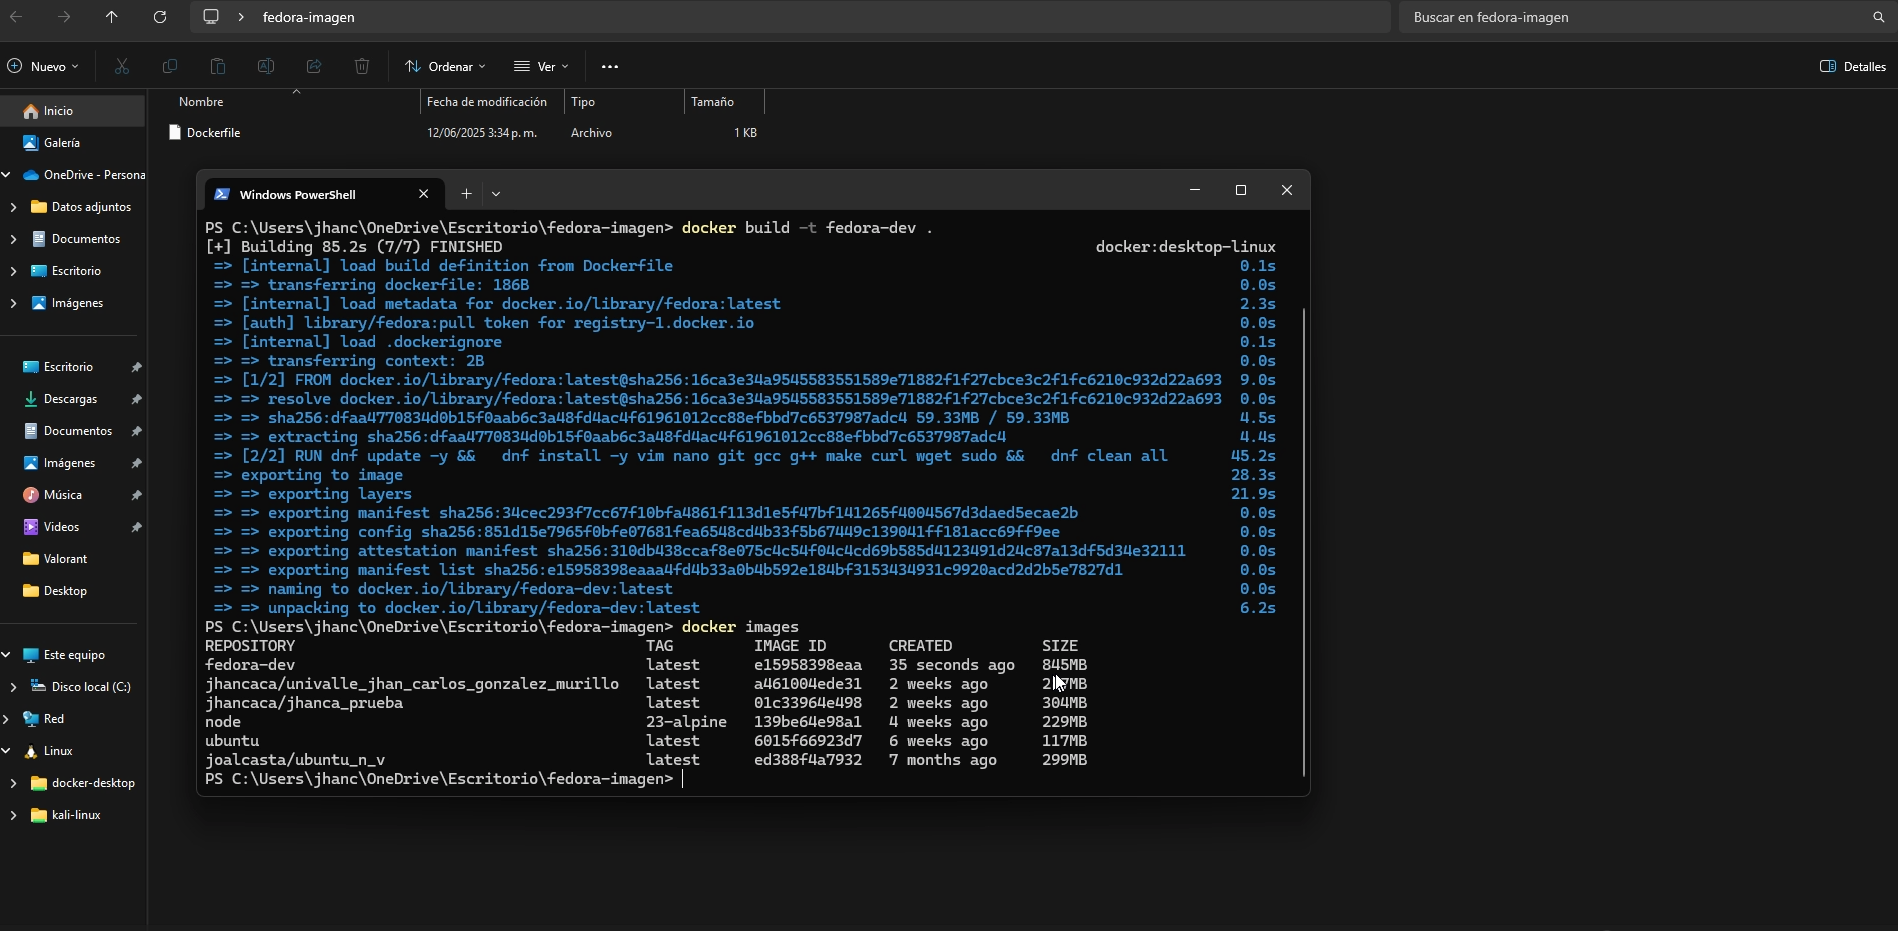 fedora-imagen
Buscar en fedora-imagen
Nuevo
Ordenar
Ver
Detalles
Nombre Fecha de modificación Tipo Tamaño
Dockerfile 12/06/2025 3:34 p. m. Archivo 1 KB
Inicio
Galería
OneDrive - Persona
Datos adjuntos
Documentos
Escritorio
Imágenes
Escritorio
Descargas
Documentos
Imágenes
Música
Videos
Valorant
Desktop
Este equipo
Disco local (C:)
Red
Linux
docker-desktop
kali-linux
Windows PowerShell
PS C:\Users\jhanc\OneDrive\Escritorio\fedora-imagen> docker build -t fedora-dev .
[+] Building 85.2s (7/7) FINISHED docker:desktop-linux
=> [internal] load build definition from Dockerfile 0.1s
=> => transferring dockerfile: 186B 0.0s
=> [internal] load metadata for docker.io/library/fedora:latest 2.3s
=> [auth] library/fedora:pull token for registry-1.docker.io 0.0s
=> [internal] load .dockerignore 0.1s
=> => transferring context: 2B 0.0s
=> [1/2] FROM docker.io/library/fedora:latest@sha256:16ca3e34a9545583551589e71882f1f27cbce3c2f1fc6210c932d22a693 9.0s
=> => resolve docker.io/library/fedora:latest@sha256:16ca3e34a9545583551589e71882f1f27cbce3c2f1fc6210c932d22a693 0.0s
=> => sha256:dfaa4770834d0b15f0aab6c3a48fd4ac4f61961012cc88efbbd7c6537987adc4 59.33MB / 59.33MB 4.5s
=> => extracting sha256:dfaa4770834d0b15f0aab6c3a48fd4ac4f61961012cc88efbbd7c6537987adc4 4.4s
=> [2/2] RUN dnf update -y && dnf install -y vim nano git gcc g++ make curl wget sudo && dnf clean all 45.2s
=> exporting to image 28.3s
=> => exporting layers 21.9s
=> => exporting manifest sha256:34cec293f7cc67f10bfa4861f113d1e5f47bf141265f4004567d3daed5ecae2b 0.0s
=> => exporting config sha256:851d15e7965f0bfe07681fea6548cd4b33f5b67449c139041ff181acc69ff9ee 0.0s
=> => exporting attestation manifest sha256:310db438ccaf8e075c4c54f04c4cd69b585d4123491d24c87a13df5d34e32111 0.0s
=> => exporting manifest list sha256:e15958398eaaa4fd4b33a0b4b592e184bf3153434931c9920acd2d2b5e7827d1 0.0s
=> => naming to docker.io/library/fedora-dev:latest 0.0s
=> => unpacking to docker.io/library/fedora-dev:latest 6.2s
PS C:\Users\jhanc\OneDrive\Escritorio\fedora-imagen> docker images
REPOSITORY TAG IMAGE ID CREATED SIZE
fedora-dev latest e15958398eaa 35 seconds ago 845MB
jhancaca/univalle_jhan_carlos_gonzalez_murillo latest a461004ede31 2 weeks ago
jhancaca/jhanca_prueba latest 01c33964e498 2 weeks ago 304MB
node 23-alpine 139be64e98a1 4 weeks ago 229MB
ubuntu latest 6015f66923d7 6 weeks ago 117MB
joalcasta/ubuntu_n_v latest ed388f4a7932 7 months ago 299MB
PS C:\Users\jhanc\OneDrive\Escritorio\fedora-imagen>